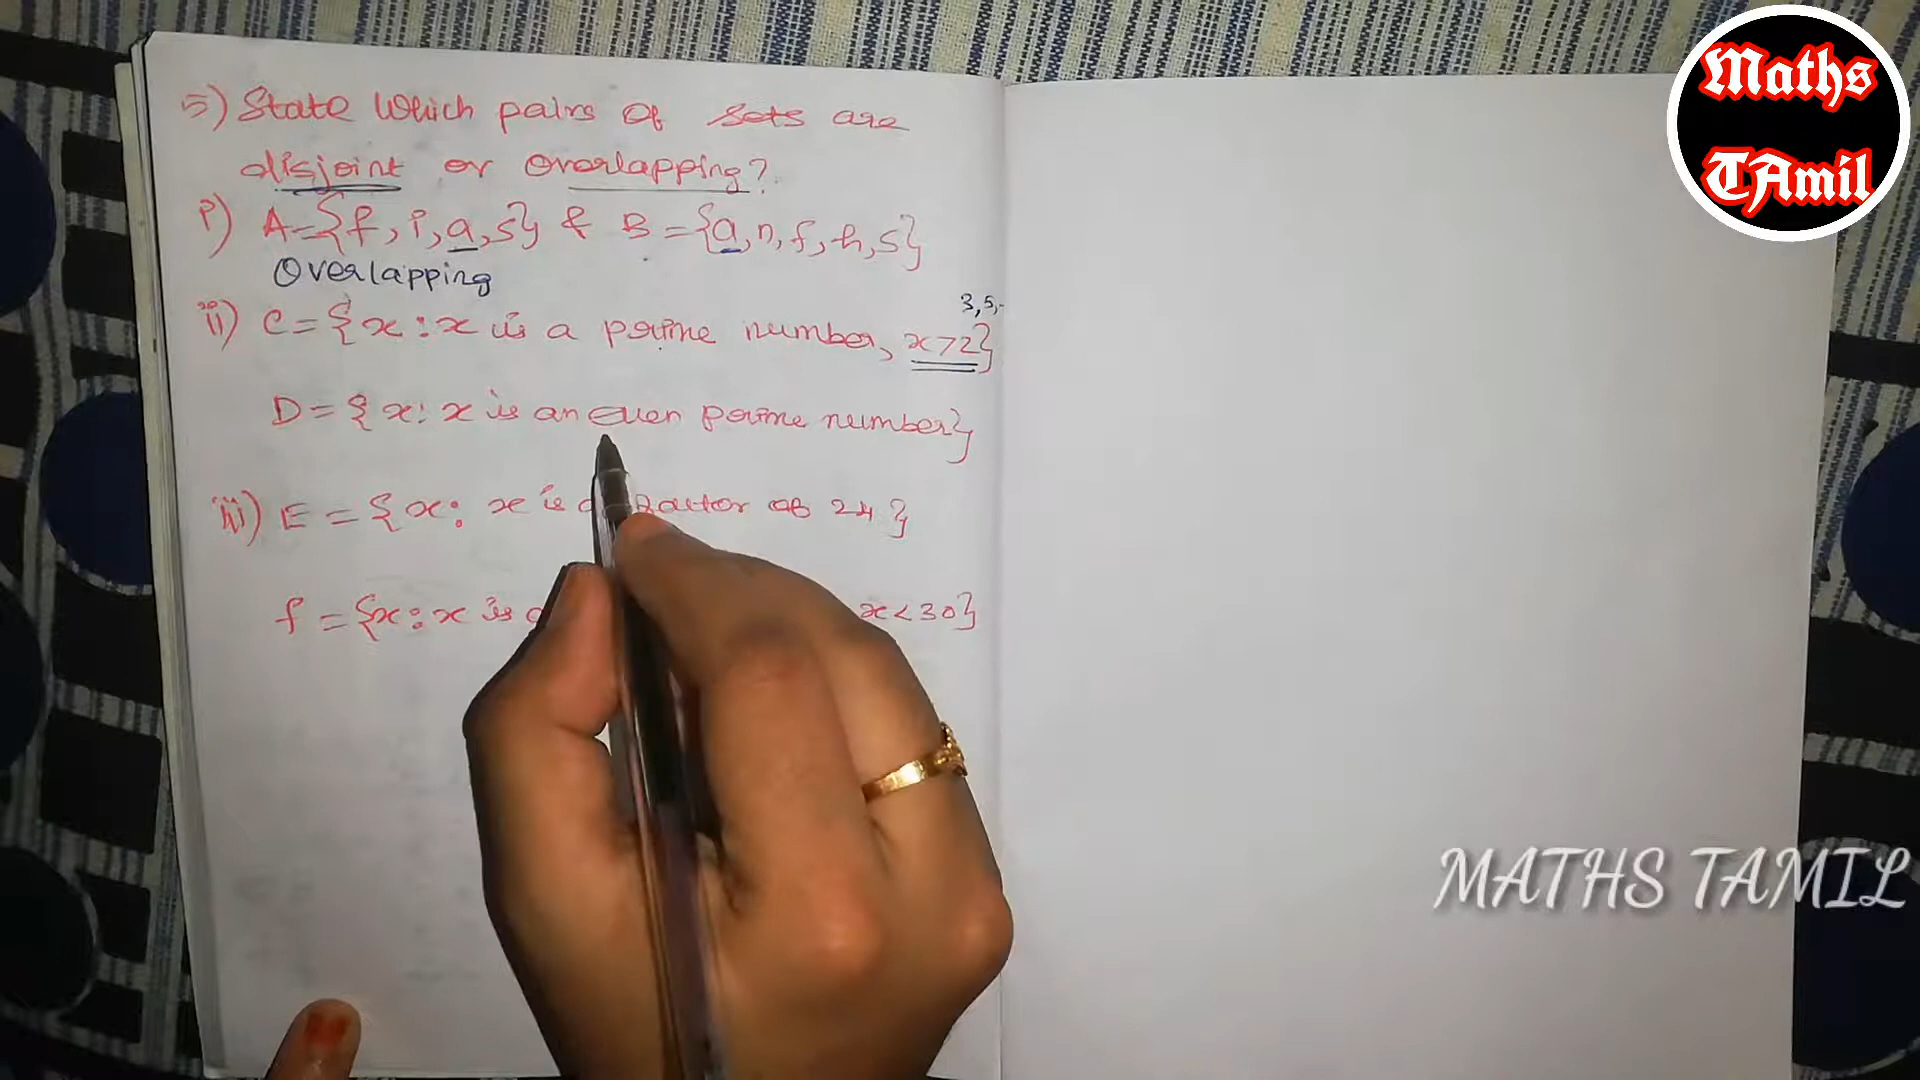 5) State Which pairs of sets are
disjoint or overlapping?
i) A={f, i, a, s} & B={a, n, f, h, s}
Overlapping
3, 5,
ii) C={x : x is a prime number, x>2}
D={x: x is an even prime number}
iii) E={x: x is a factor of 24}
f={x: x is x<30}
Maths
TAmil
MATHS TAMIL